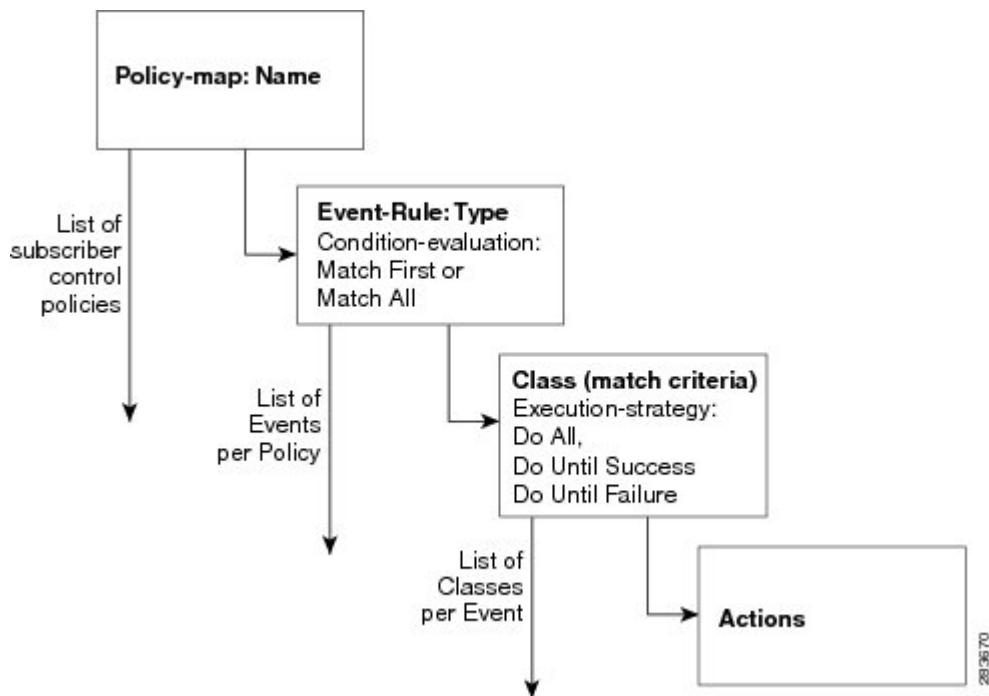 Policy-map: Name
List of
subscriber
control
policies
Event-Rule: Type
Condition-evaluation:
Match First or
Match All
List of
Events
per Policy
Class (match criteria)
Execution-strategy:
Do All,
Do Until Success
Do Until Failure
List of
Classes
per Event
Actions
283670